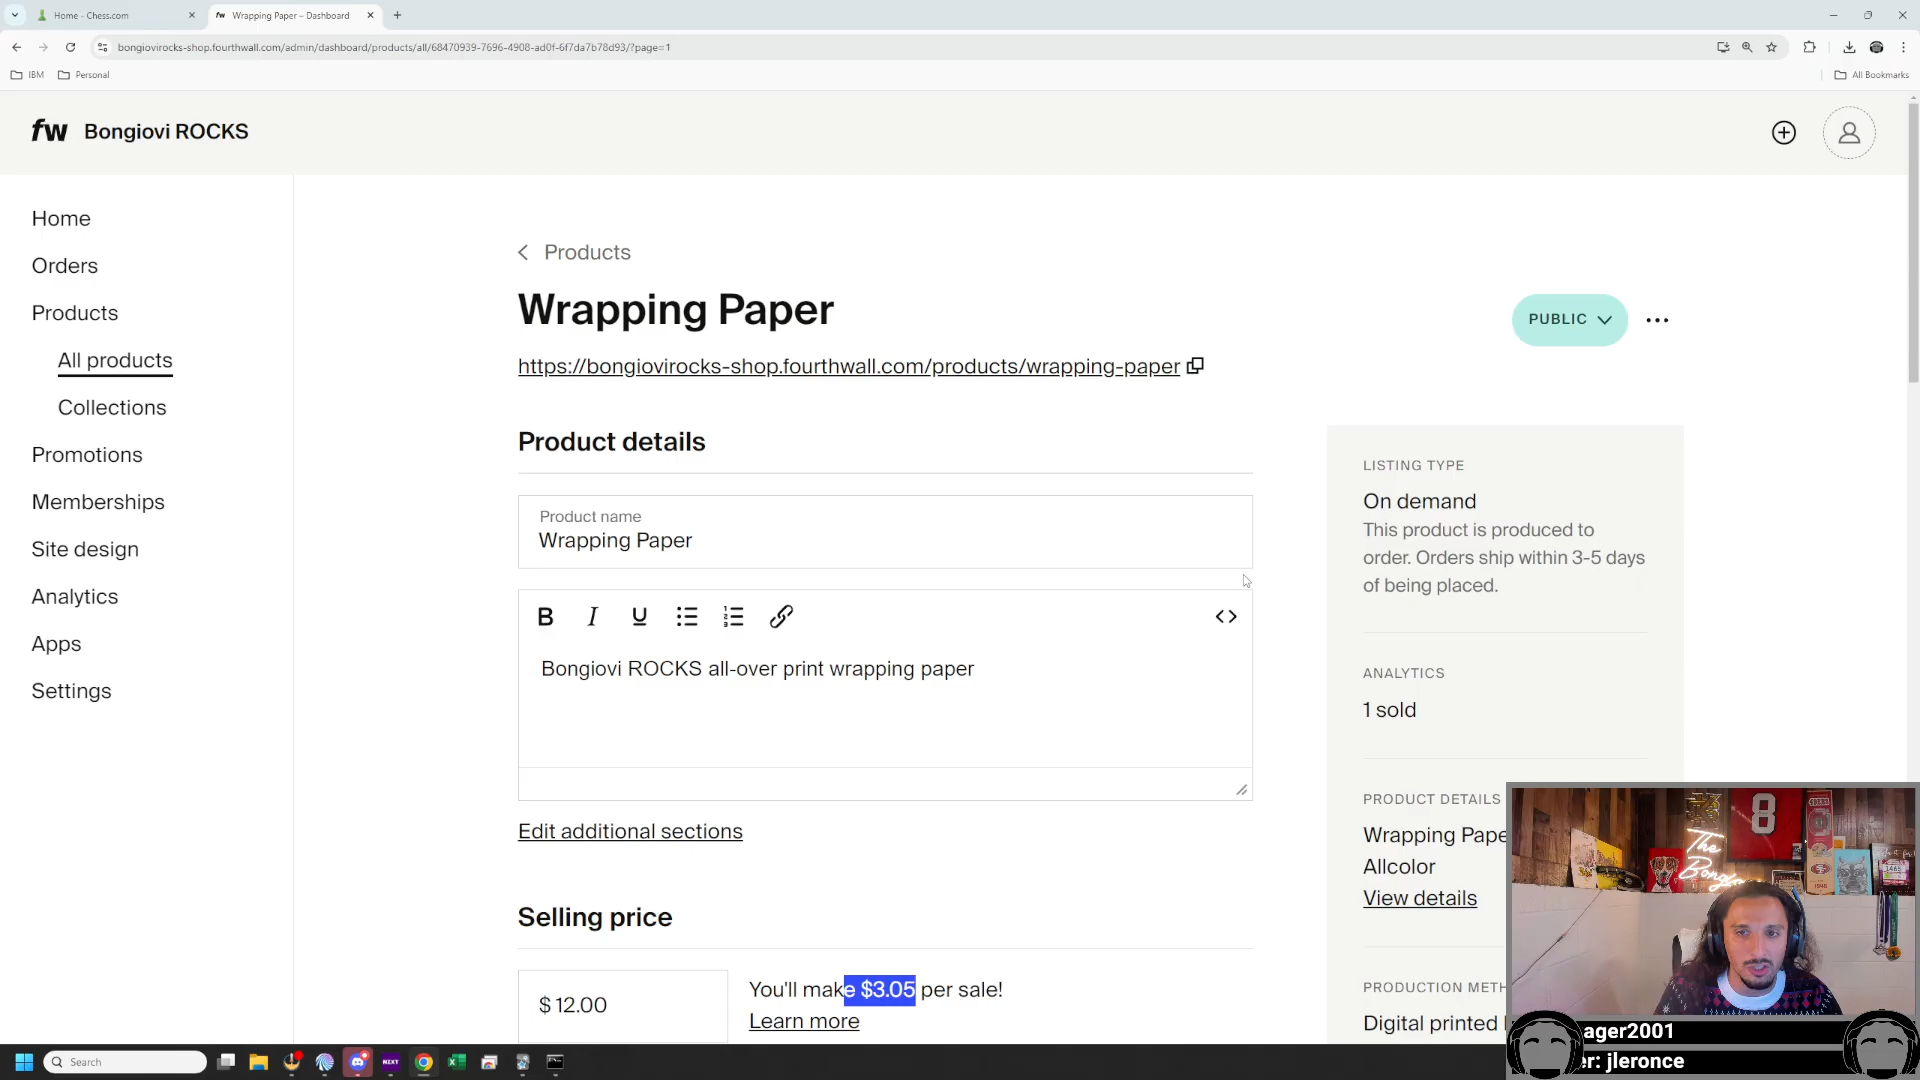 Home - Chess.com
fw Wrapping Paper – Dashboard
bongiovirocks-shop.fourthwall.com/admin/dashboard/products/all/68470939-7696-4908-ad0f-6f7da7b78d93/?page=1
IBM
Personal
All Bookmarks
fw Bongiovi ROCKS
Home
Orders
Products
All products
Collections
Promotions
Memberships
Site design
Analytics
Apps
Settings
Products
Wrapping Paper
PUBLIC
https://bongiovirocks-shop.fourthwall.com/products/wrapping-paper
Product details
Product name
Wrapping Paper
B I U
<>
Bongiovi ROCKS all-over print wrapping paper
Edit additional sections
Selling price
$ 12.00
You'll make $3.05 per sale!
Learn more
LISTING TYPE
On demand
This product is produced to
order. Orders ship within 3-5 days
of being placed.
ANALYTICS
1 sold
PRODUCT DETAILS
Wrapping Pape
Allcolor
View details
PRODUCTION METH
Digital printed
The
Bongio
8
ager2001
er: jleronce
Search
NEXT